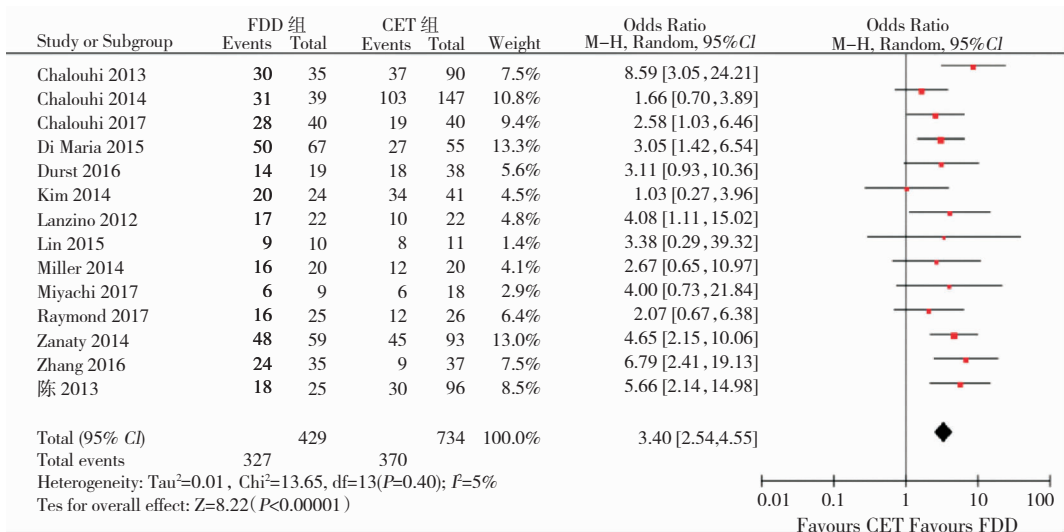 FDD 组 CET 组 Odds Ratio Odds Ratio
Study or Subgroup Events Total Events Total Weight M-H, Random, 95%CI M-H, Random, 95%CI
Chalouhi 2013 30 35 37 90 7.5% 8.59 [3.05,24.21]
Chalouhi 2014 31 39 103 147 10.8% 1.66 [0.70,3.89]
Chalouhi 2017 28 40 19 40 9.4% 2.58 [1.03,6.46]
Di Maria 2015 50 67 27 55 13.3% 3.05 [1.42,6.54]
Durst 2016 14 19 18 38 5.6% 3.11 [0.93,10.36]
Kim 2014 20 24 34 41 4.5% 1.03 [0.27,3.96]
Lanzino 2012 17 22 10 22 4.8% 4.08 [1.11,15.02]
Lin 2015 9 10 8 11 1.4% 3.38 [0.29,39.32]
Miller 2014 16 20 12 20 4.1% 2.67 [0.65,10.97]
Miyachi 2017 6 9 6 18 2.9% 4.00 [0.73,21.84]
Raymond 2017 16 25 12 26 6.4% 2.07 [0.67,6.38]
Zanaty 2014 48 59 45 93 13.0% 4.65 [2.15,10.06]
Zhang 2016 24 35 9 37 7.5% 6.79 [2.41,19.13]
陈 2013 18 25 30 96 8.5% 5.66 [2.14,14.98]
Total (95% CI) 429 734 100.0% 3.40 [2.54,4.55]
Total events 327 370
Heterogeneity: Tau²=0.01, Chi²=13.65, df=13(P=0.40); I²=5%
Tes for overall effect: Z=8.22(P<0.00001)
0.01 0.1 1 10 100
Favours CET Favours FDD